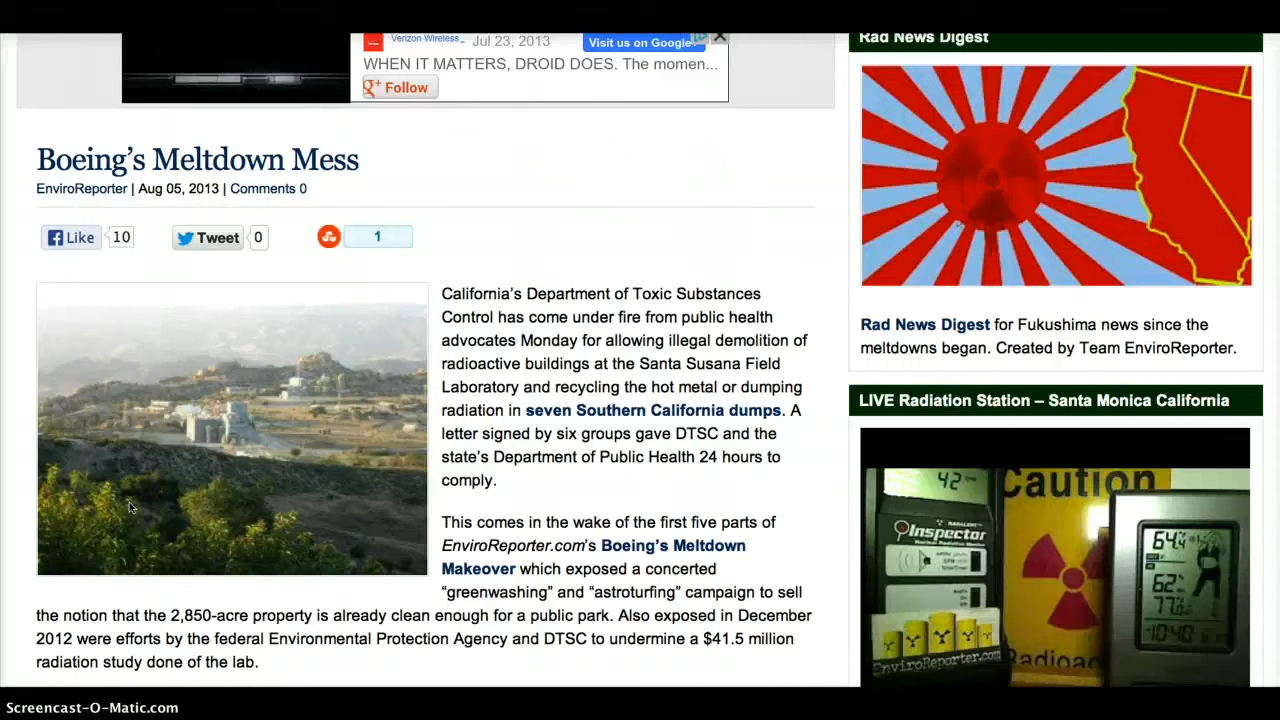 Verizon Wireless
Jul 23, 2013
Visit us on Google+
WHEN IT MATTERS, DROID DOES. The momen...
g+ Follow
Boeing's Meltdown Mess
EnviroReporter | Aug 05, 2013 | Comments 0
Like 10
Tweet 0
1
California's Department of Toxic Substances
Control has come under fire from public health
advocates Monday for allowing illegal demolition of
radioactive buildings at the Santa Susana Field
Laboratory and recycling the hot metal or dumping
radiation in seven Southern California dumps. A
letter signed by six groups gave DTSC and the
state's Department of Public Health 24 hours to
comply.
This comes in the wake of the first five parts of
EnviroReporter.com's Boeing's Meltdown
Makeover which exposed a concerted
"greenwashing" and "astroturfing" campaign to sell
the notion that the 2,850-acre property is already clean enough for a public park. Also exposed in December
2012 were efforts by the federal Environmental Protection Agency and DTSC to undermine a $41.5 million
radiation study done of the lab.
Rad News Digest
Rad News Digest for Fukushima news since the
meltdowns began. Created by Team EnviroReporter.
LIVE Radiation Station – Santa Monica California
42
Caution
Inspector
EnviroReporter.com
Radioac
64.4
62
10:40
Screencast-O-Matic.com